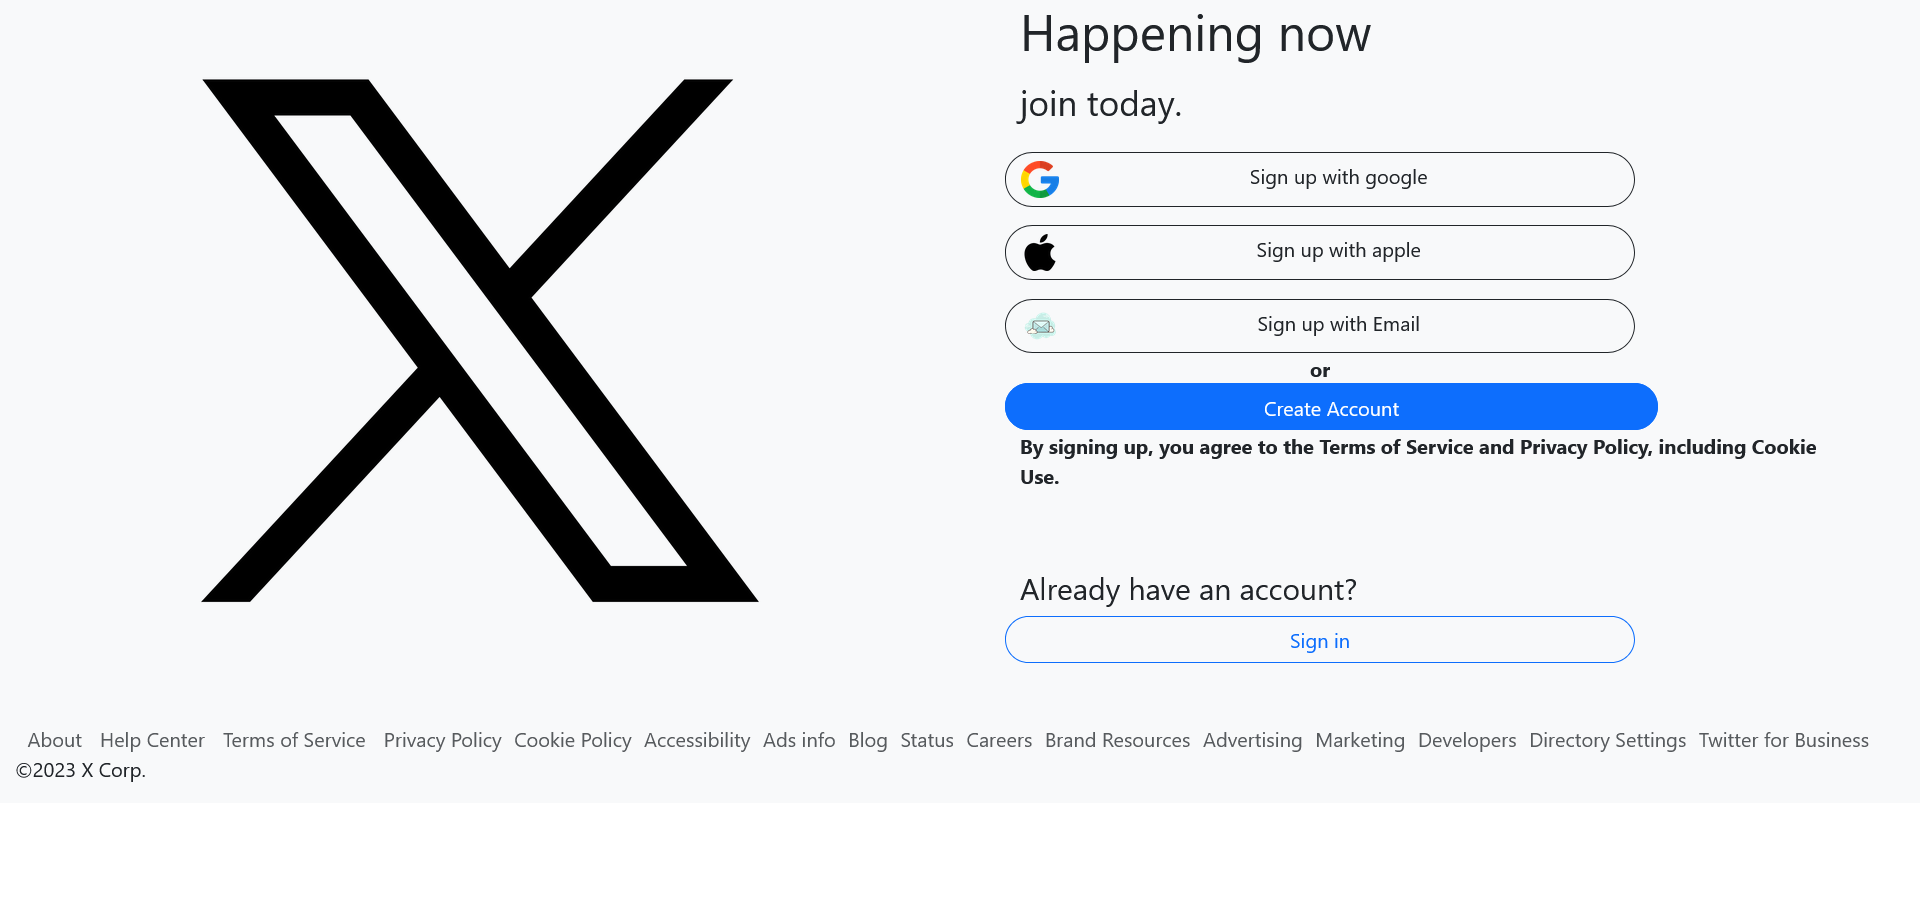 Happening now
join today.
Sign up with google
Sign up with apple
Sign up with Email
or
Create Account
By signing up, you agree to the Terms of Service and Privacy Policy, including Cookie
Use.
Already have an account?
Sign in
About Help Center Terms of Service Privacy Policy Cookie Policy Accessibility Ads info Blog Status Careers Brand Resources Advertising Marketing Developers Directory Settings Twitter for Business
©2023 X Corp.